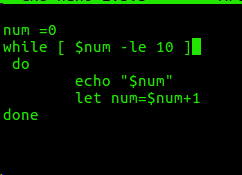 num =0
while [ $num -le 10 ]
do
echo "$num"
let num=$num+1
done